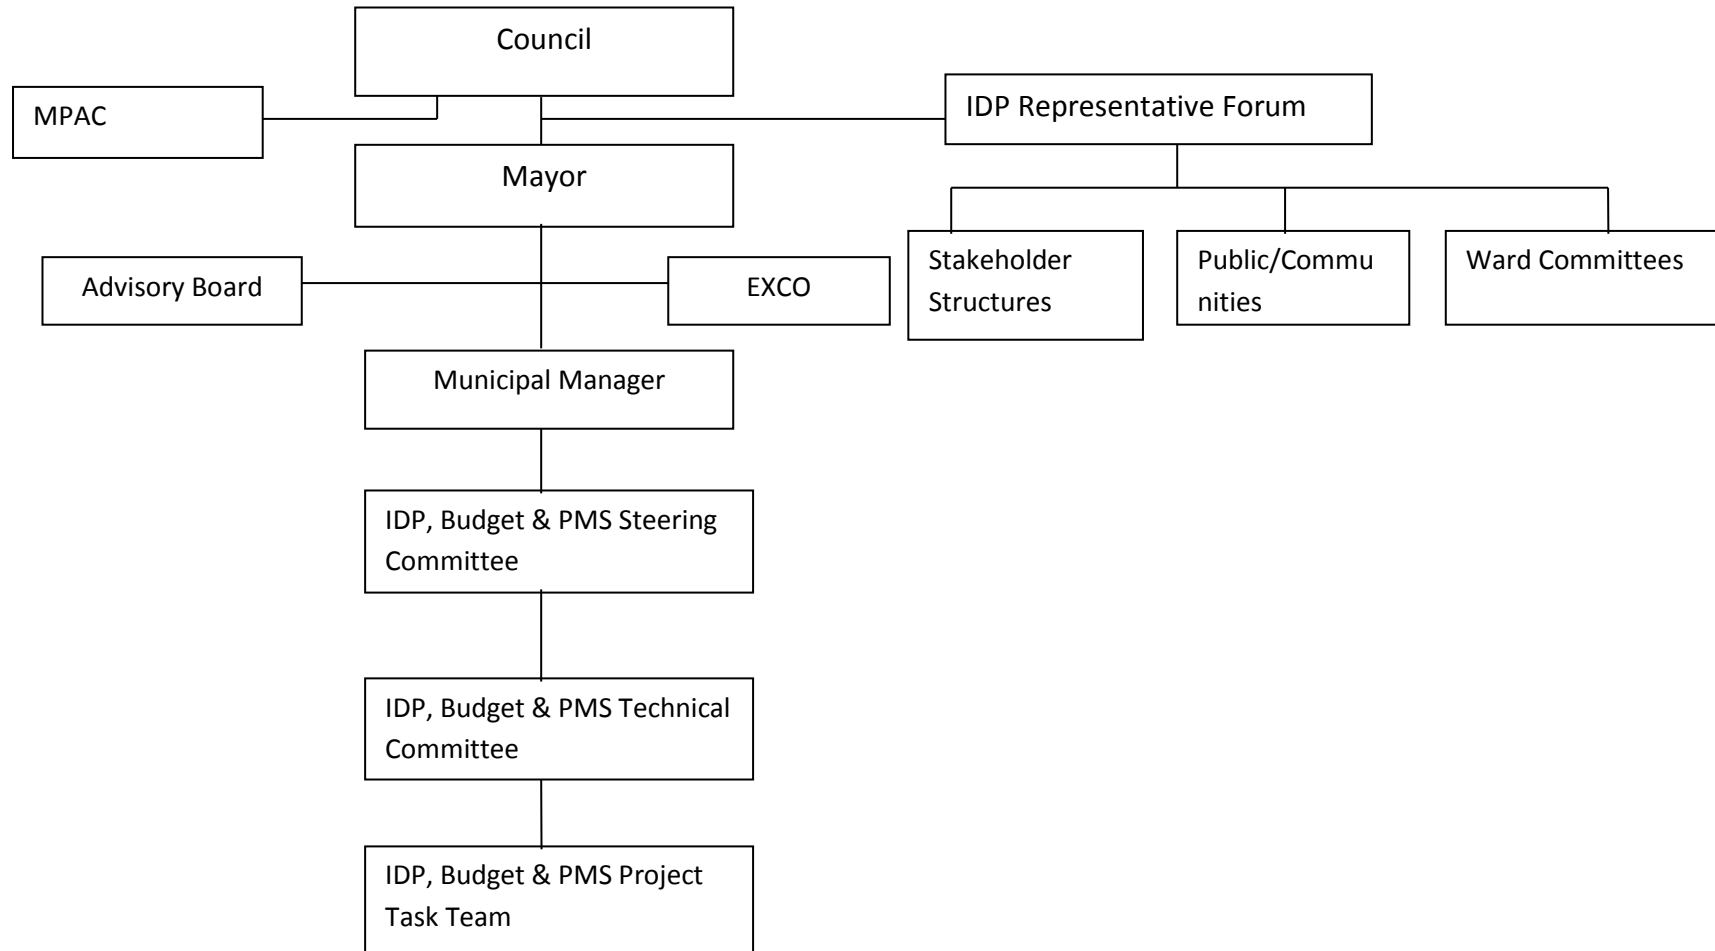 Council
MPAC
IDP Representative Forum
Mayor
Stakeholder
Structures
Public/Commu
nities
Ward Committees
Advisory Board
EXCO
Municipal Manager
IDP, Budget & PMS Steering
Committee
IDP, Budget & PMS Technical
Committee
IDP, Budget & PMS Project
Task Team